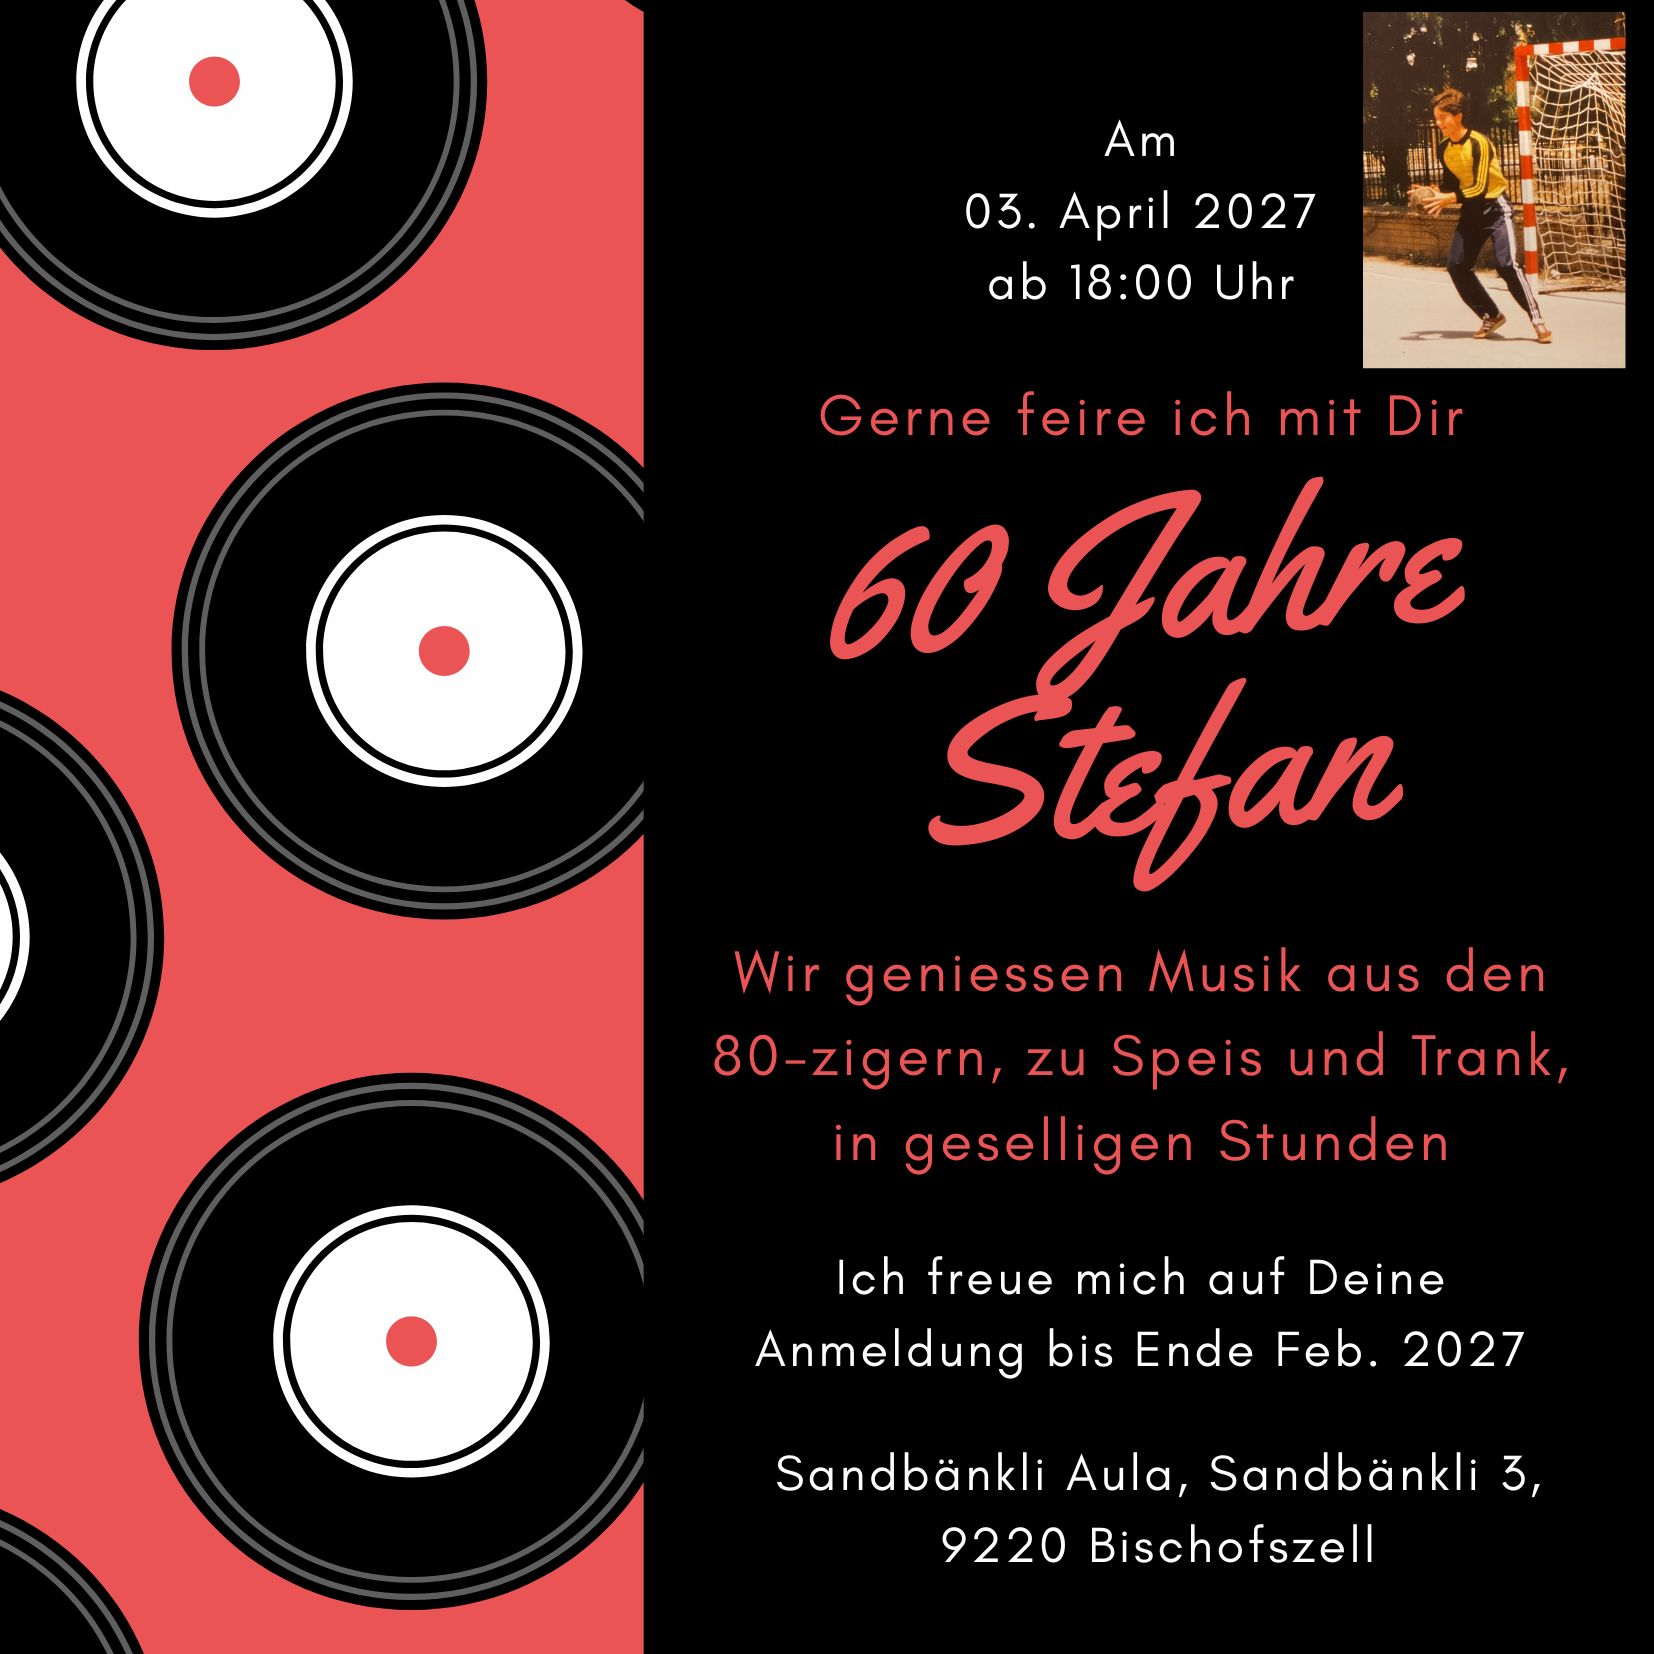 Am
03. April 2027
ab 18:00 Uhr
Gerne feire ich mit Dir
60 Jahre
Stefan
Wir geniessen Musik aus den
80-zigern, zu Speis und Trank,
in geselligen Stunden
Ich freue mich auf Deine
Anmeldung bis Ende Feb. 2027
Sandbänkli Aula, Sandbänkli 3,
9220 Bischofszell